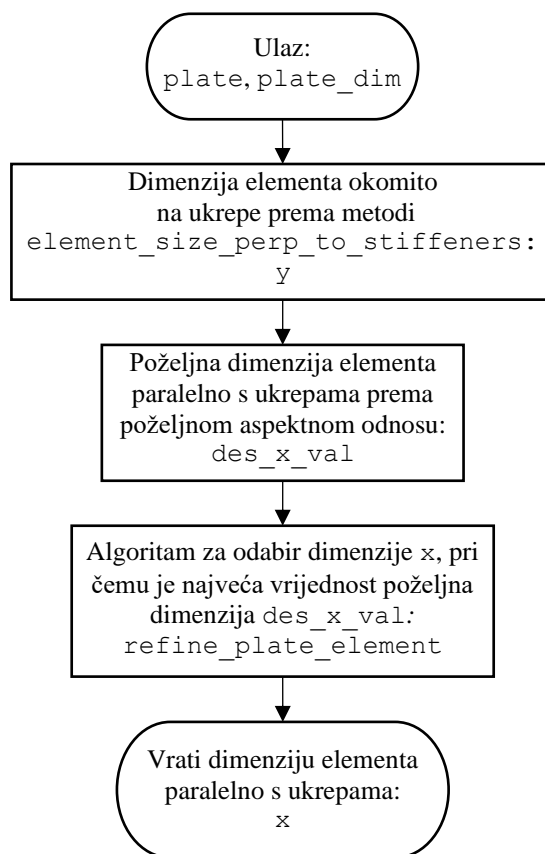 Ulaz:
plate, plate_dim
Dimenzija elementa okomito
na ukrepe prema metodi
element_size_perp_to_stiffeners:
y
Poželjna dimenzija elementa
paralelno s ukrepama prema
poželjnom aspektnom odnosu:
des_x_val
Algoritam za odabir dimenzije x, pri
čemu je najveća vrijednost poželjna
dimenzija des_x_val:
refine_plate_element
Vrati dimenziju elementa
paralelno s ukrepama:
x